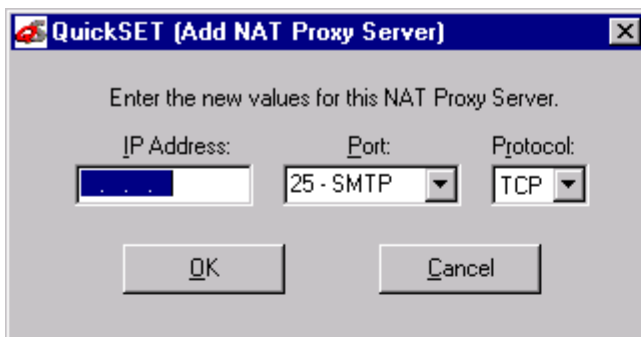 QuickSET (Add NAT Proxy Server)
Enter the new values for this NAT Proxy Server.
IP Address: Port: Protocol:
. . . 25 - SMTP TCP
OK Cancel